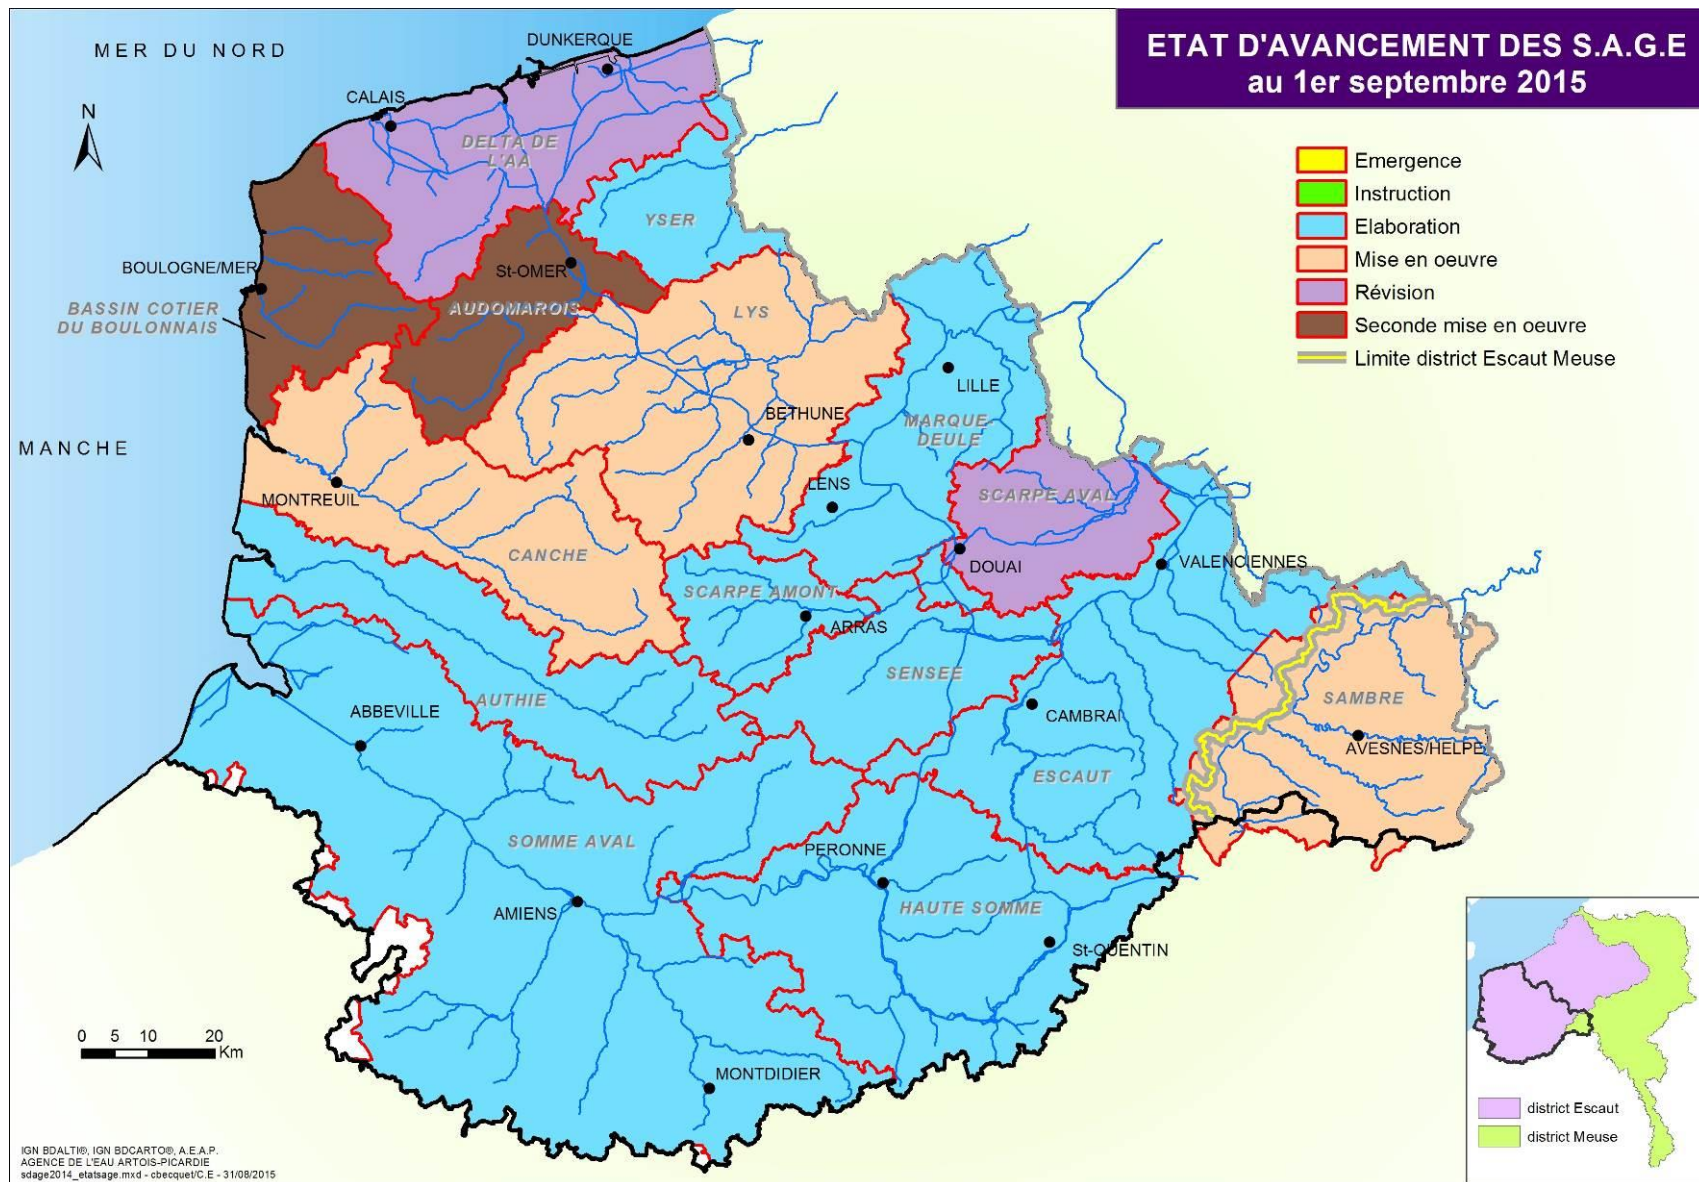 ETAT D'AVANCEMENT DES S.A.G.E
au 1er septembre 2015
MER DU NORD
N
DUNKERQUE
CALAIS
DELTA DE
L'AA
YSER
BOULOGNE/MER
BASSIN COTIER
DU BOULONNAIS
St-OMER
AUDOMAROIS
LYS
Emergence
Instruction
Elaboration
Mise en oeuvre
Révision
Seconde mise en oeuvre
Limite district Escaut Meuse
MANCHE
LILLE
BETHUNE
MARQUE-
DEULE
MONTREUIL
LENS
SCARPE AVAL
CANCHE
DOUAI
VALENCIENNES
SCARPE AMONT
ARRAS
SENSEE
AUTHIE
ABBEVILLE
CAMBRAI
SAMBRE
AVESNES/HELPE
ESCAUT
SOMME AVAL
PERONNE
AMIENS
HAUTE SOMME
St-QUENTIN
MONTDIDIER
0 5 10 20
Km
district Escaut
district Meuse
IGN BDALTI®, IGN BDCARTO®, A.E.A.P.
AGENCE DE L'EAU ARTOIS-PICARDIE
sdage2014_etatsage.mxd - cbecquet/C.E - 31/08/2015